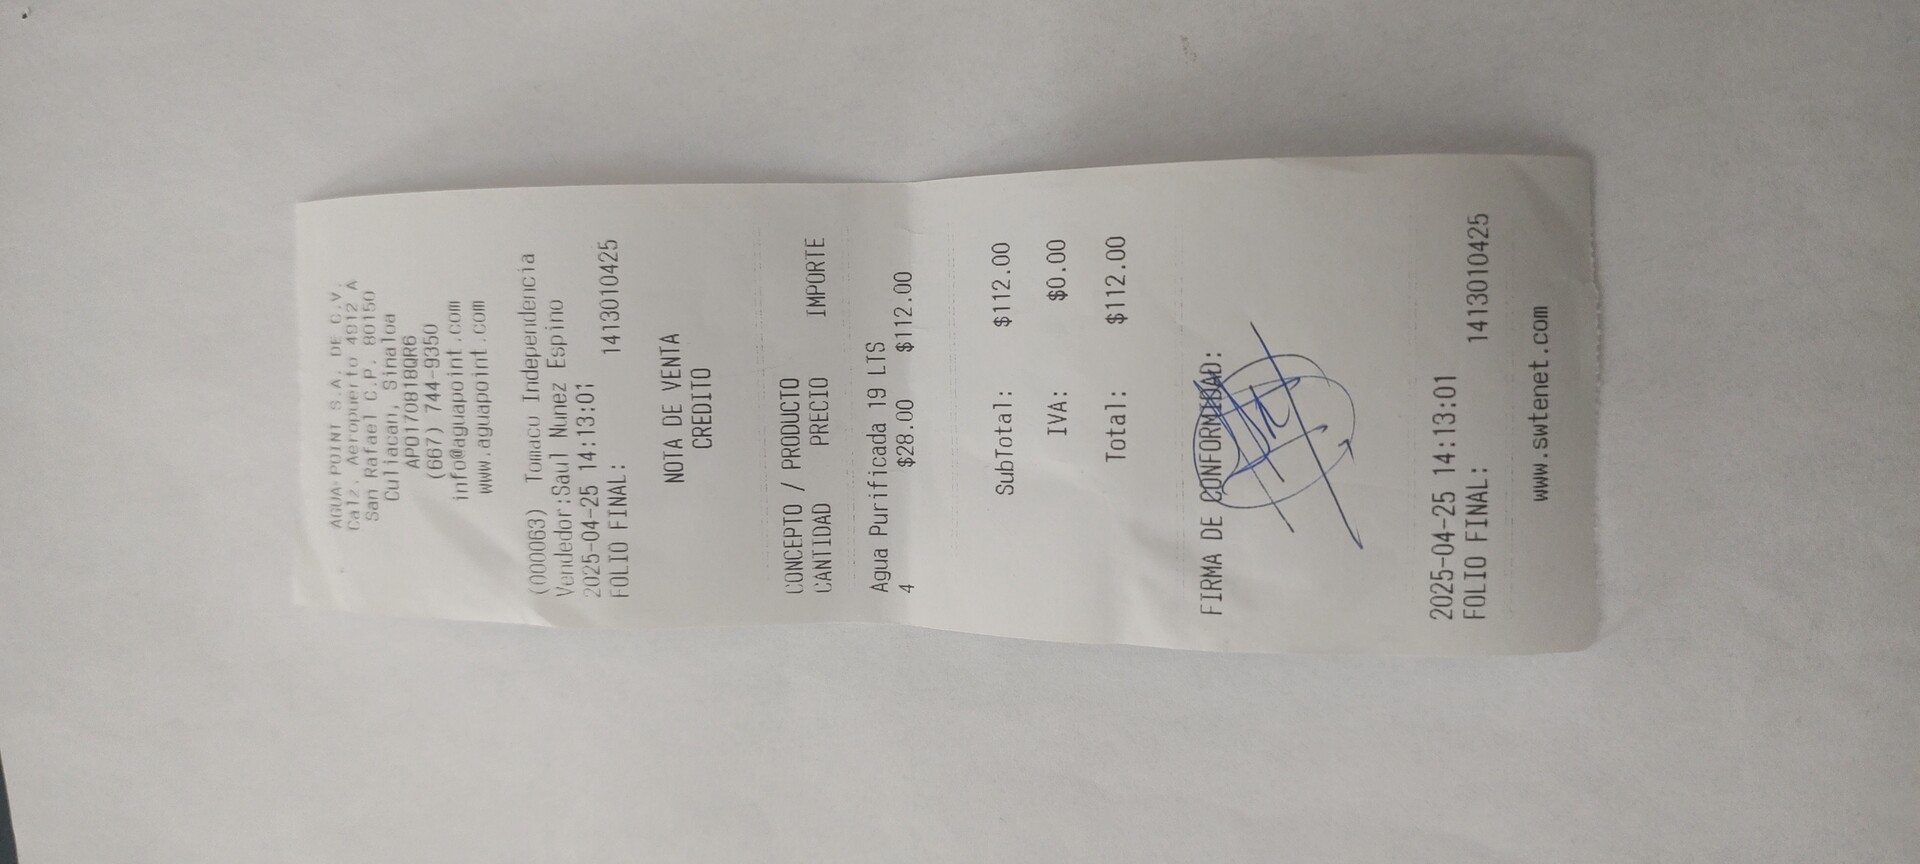 AGUA POINT S.A. DE C.V.
Calz. Aeropuerto 4912 A
San Rafael C.P. 80150
Culiacan, Sinaloa
APO170818QR6
(667) 744-9350
info@aguapoint.com
www.aguapoint.com
(000063) Tomacu Independencia
Vendedor:Saul Nunez Espino
2025-04-25 14:13:01
FOLIO FINAL: 1413010425
NOTA DE VENTA
CREDITO
CONCEPTO / PRODUCTO
CANTIDAD PRECIO IMPORTE
Agua Purificada 19 LTS
4 $28.00 $112.00
SubTotal: $112.00
IVA: $0.00
Total: $112.00
FIRMA DE CONFORMIDAD:
2025-04-25 14:13:01
FOLIO FINAL: 1413010425
www.swtenet.com